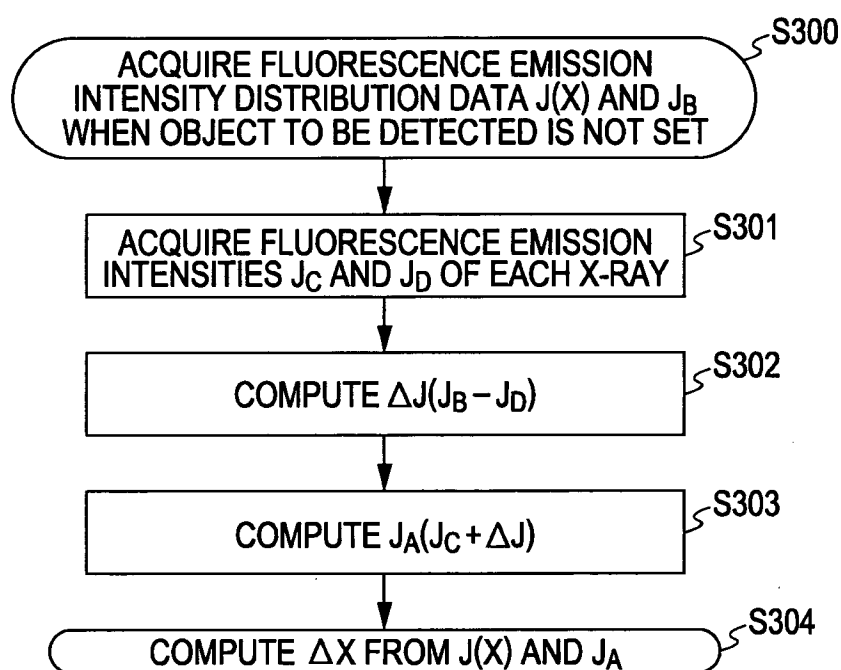 S300
ACQUIRE FLUORESCENCE EMISSION
INTENSITY DISTRIBUTION DATA J(X) AND JB
WHEN OBJECT TO BE DETECTED IS NOT SET
S301
ACQUIRE FLUORESCENCE EMISSION
INTENSITIES JC AND JD OF EACH X-RAY
S302
COMPUTE ΔJ(JB – JD)
S303
COMPUTE JA(JC + ΔJ)
S304
COMPUTE ΔX FROM J(X) AND JA